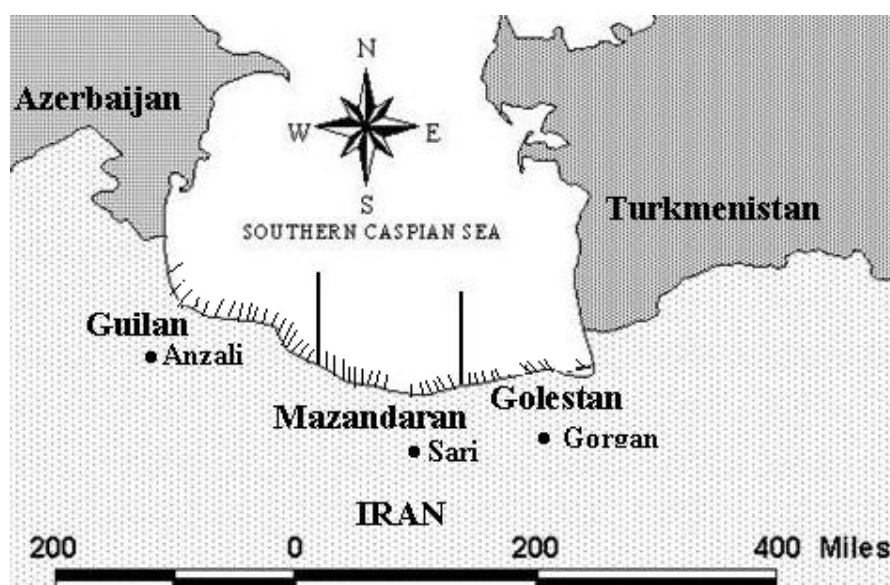 N
Azerbaijan
W
E
S
Turkmenistan
SOUTHERN CASPIAN SEA
Guilan
Anzali
Golestan
Mazandaran
Gorgan
Sari
IRAN
200 0 200 400 Miles